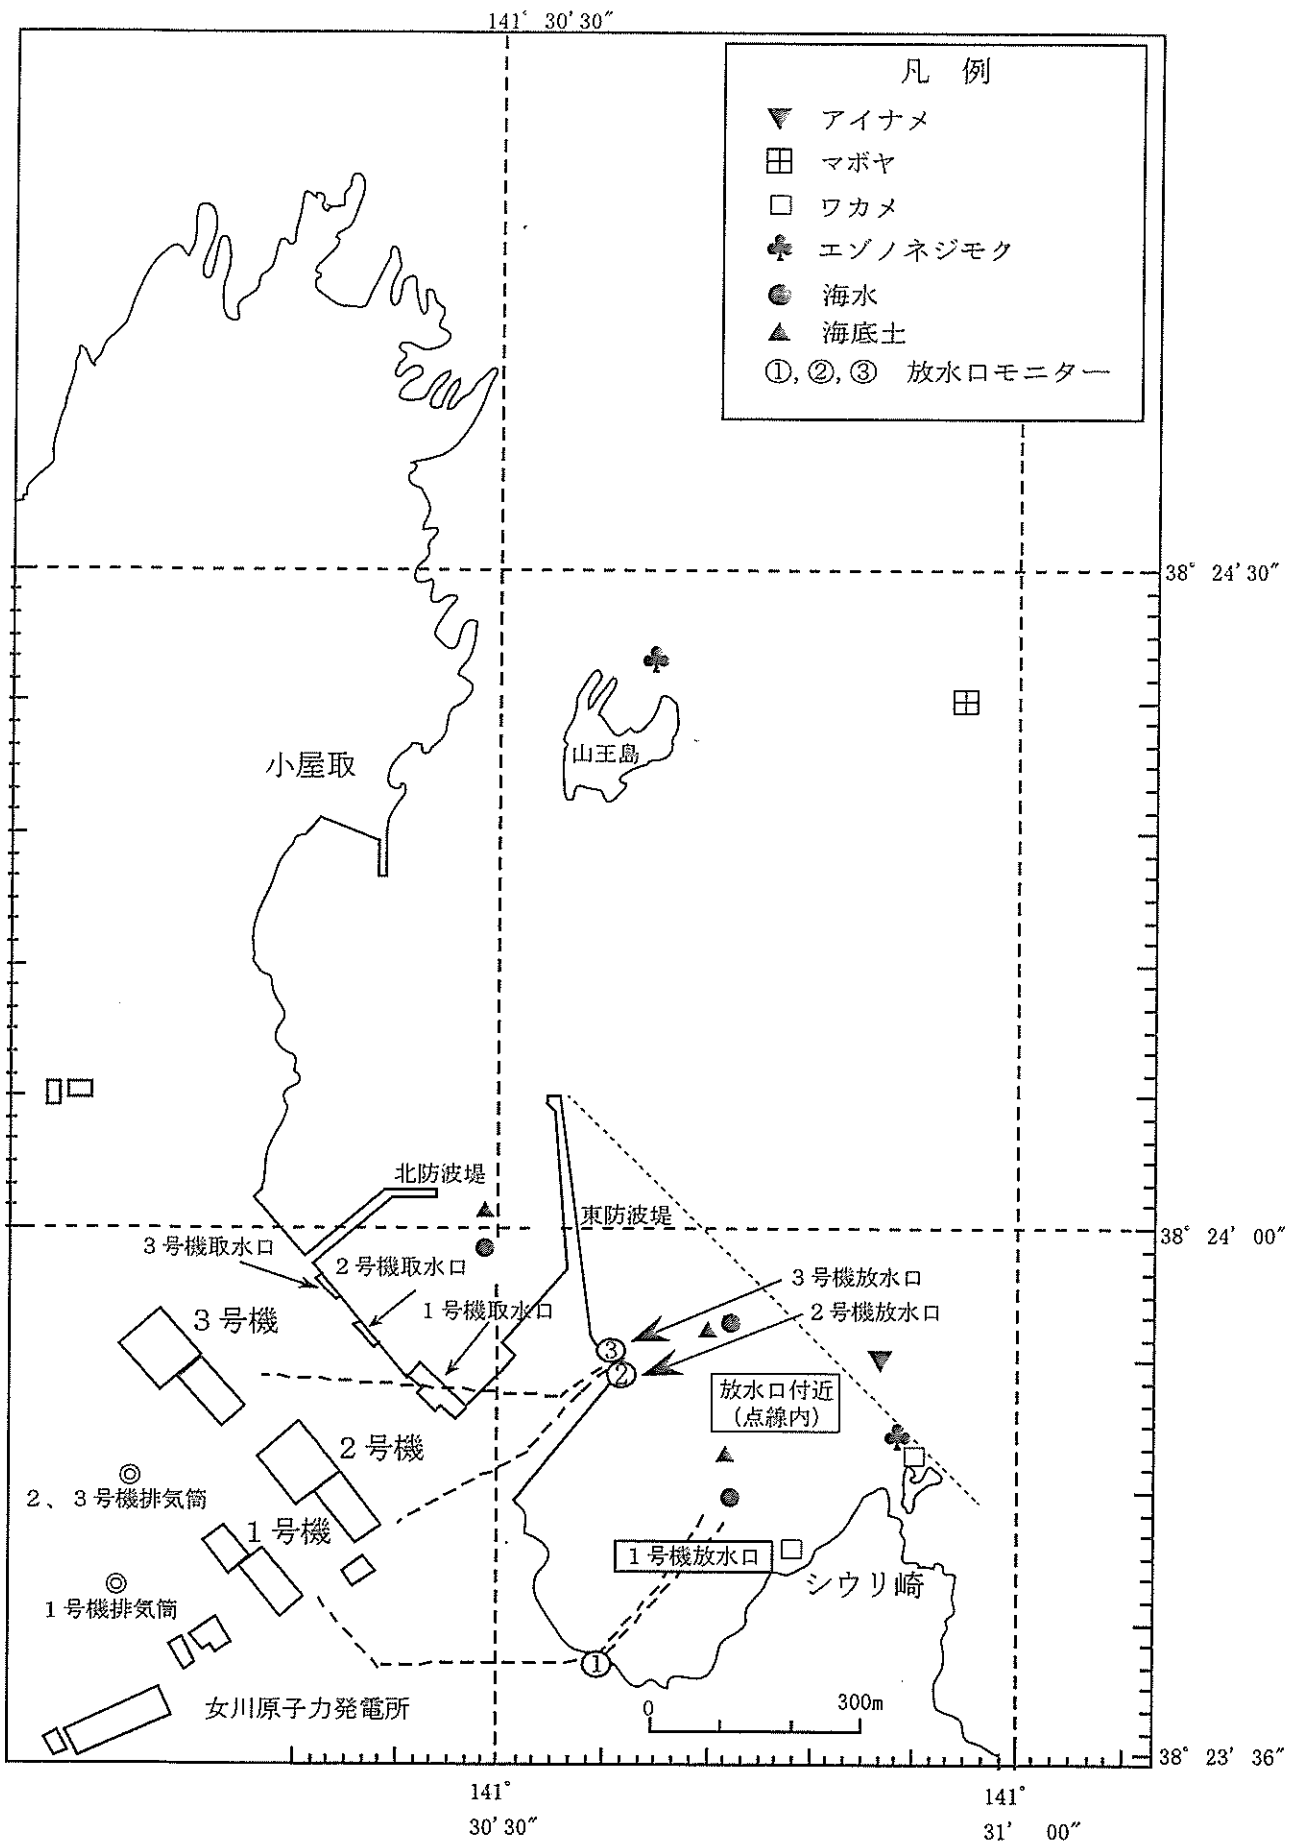 141° 30'30"
凡 例
アイナメ
マボヤ
ワカメ
エゾノネジモク
海水
海底土
①,②,③ 放水口モニター
38° 24'30"
山王島
小屋取
北防波堤
東防波堤
38° 24' 00"
3号機取水口
2号機取水口
1号機取水口
3号機放水口
2号機放水口
3号機
③
②
放水口付近
(点線内)
2号機
2、3号機排気筒
1号機
1号機放水口
シウリ崎
1号機排気筒
①
女川原子力発電所
0 300m
38° 23' 36"
141°
30'30"
141°
31' 00"